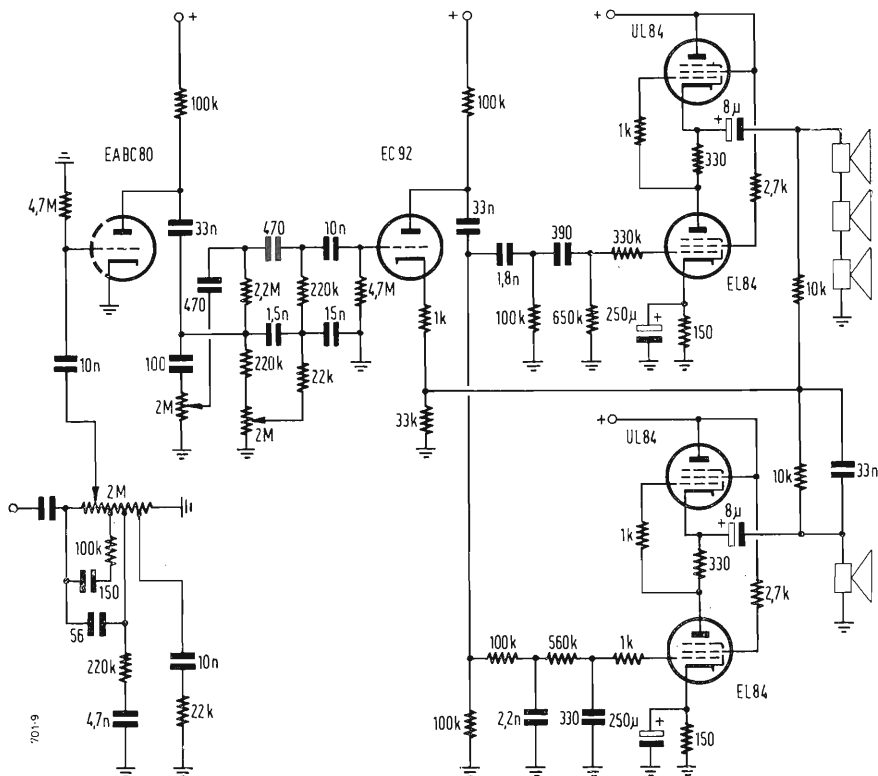 +
+
+
UL84
8µ
+
100k
100k
EABC80
EC92
1k
330
2,7k
4,7M
33n
470
10n
33n
390
330k
1,8n
EL84
10k
470
2,2M
220k
4,7M
1,5n
15n
1k
100k
650k
250µ
+
150
10n
100
220k
22k
2M
2M
33k
+
UL84
10k
33n
8µ
+
2M
100k
150
56
220k
10n
4,7n
22k
1k
330
2,7k
100k
560k
1k
EL84
100k
2,2n
330
250µ
+
150
701-9